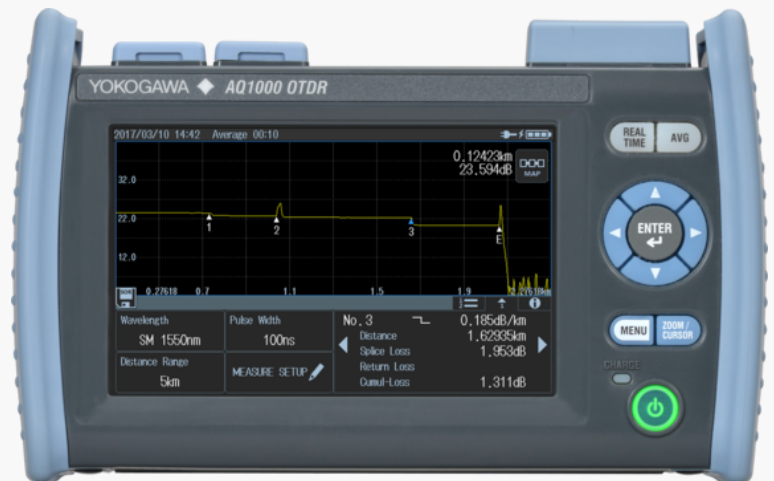 YOKOGAWA ◆ AQ1000 OTDR
2017/03/10 14:42 Average 00:10
0.12423km
23.594dB
MAP
32.0
22.0
12.0
1
2
3
E
0.27618 0.7 1.1 1.5 1.9
Wavelength
SM 1550nm
Distance Range
5km
Pulse Width
100ns
MEASURE SETUP
No.3 0.185dB/km
Distance 1.62935km
Splice Loss 1.953dB
Return Loss
Cumul-Loss 1.311dB
REAL TIME
AVG
ENTER
MENU
ZOOM / CURSOR
CHARGE